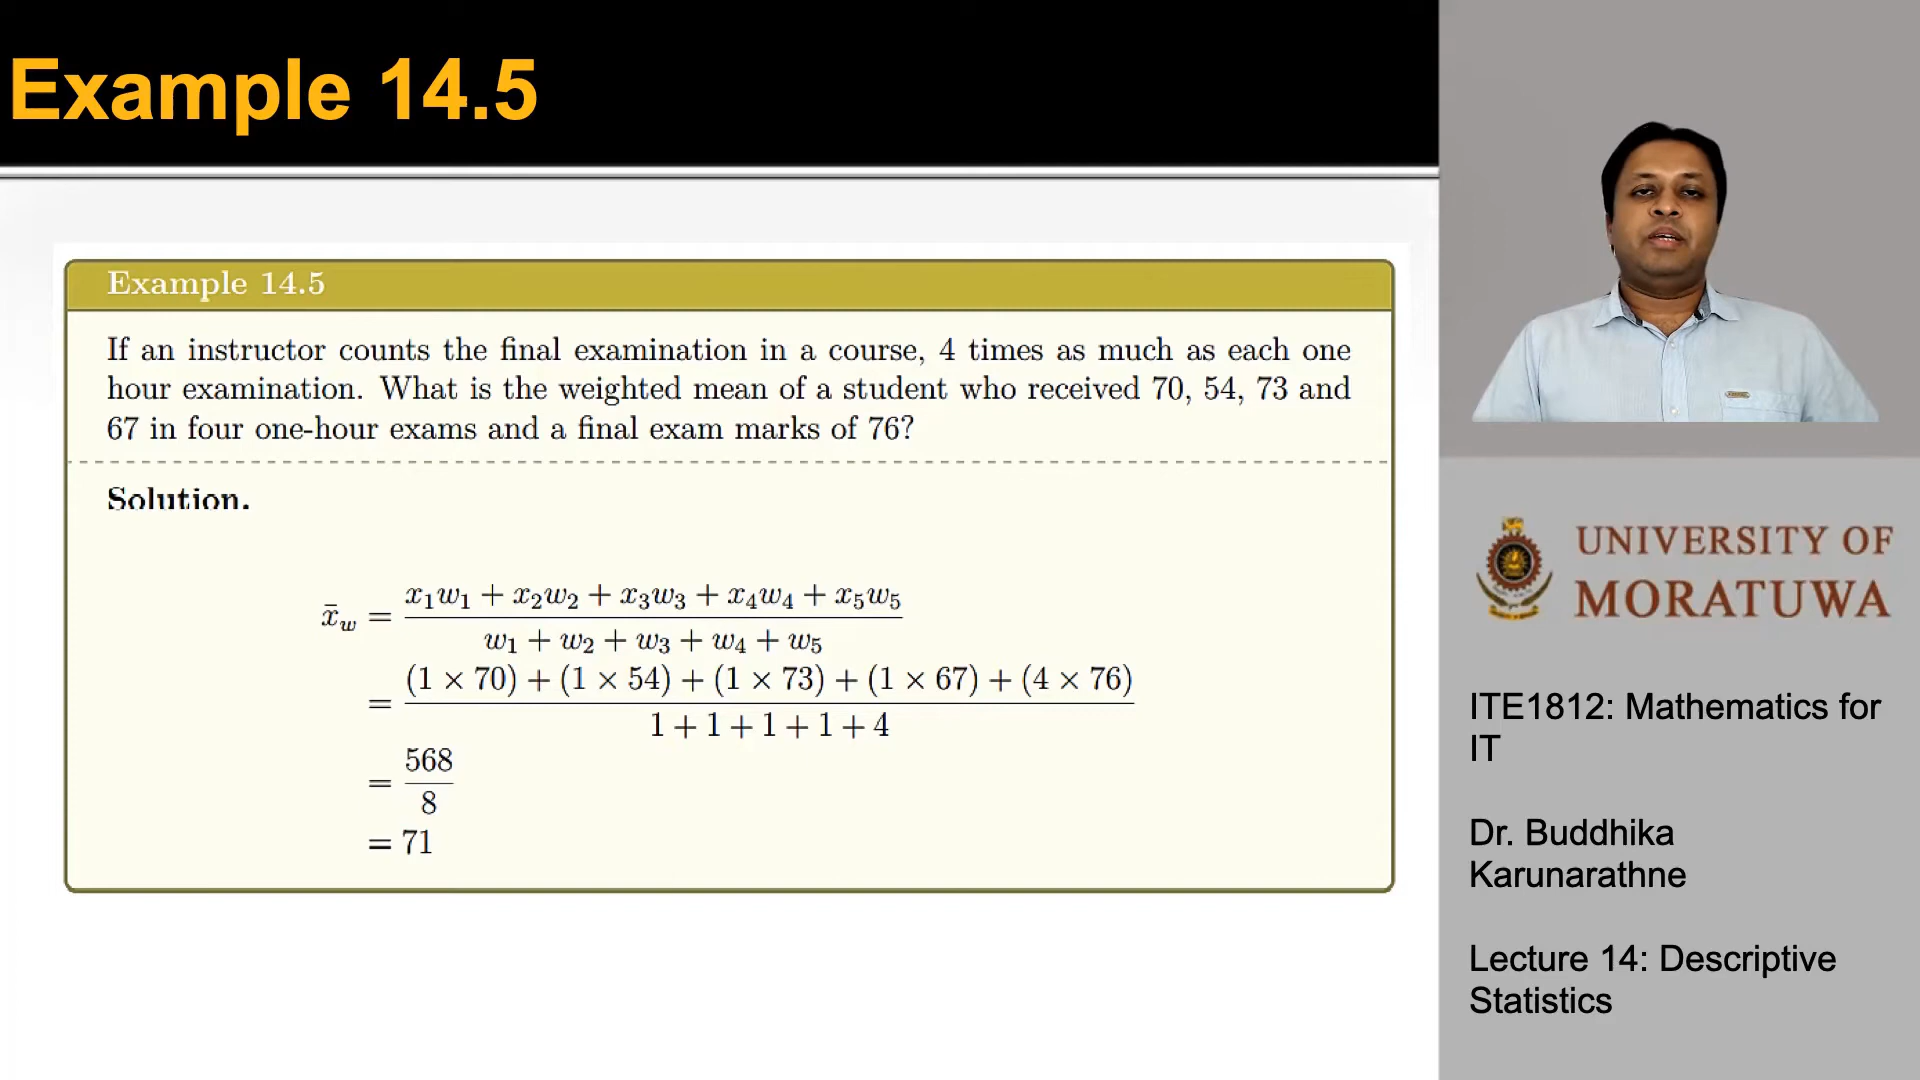 Example 14.5
Example 14.5
If an instructor counts the final examination in a course, 4 times as much as each one
hour examination. What is the weighted mean of a student who received 70, 54, 73 and
67 in four one-hour exams and a final exam marks of 76?
Solution.
x̄_w = (x₁w₁ + x₂w₂ + x₃w₃ + x₄w₄ + x₅w₅) / (w₁ + w₂ + w₃ + w₄ + w₅)
= ((1 × 70) + (1 × 54) + (1 × 73) + (1 × 67) + (4 × 76)) / (1 + 1 + 1 + 1 + 4)
= 568 / 8
= 71
UNIVERSITY OF
MORATUWA
ITE1812: Mathematics for
IT
Dr. Buddhika
Karunarathne
Lecture 14: Descriptive
Statistics